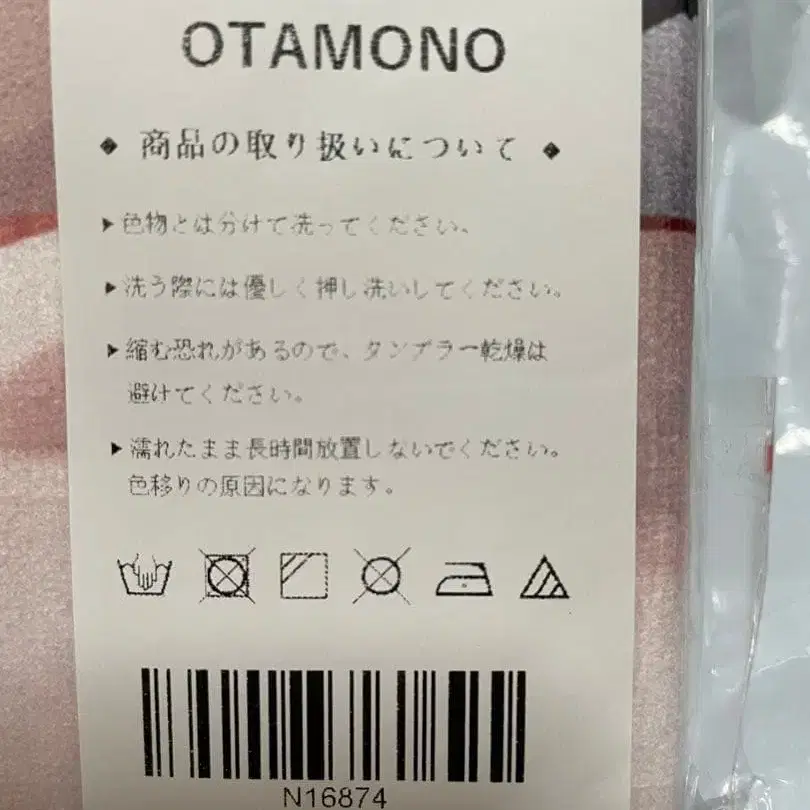 OTAMONO
◆ 商品の取り扱いについて ◆
▶色物とは分けて洗ってください。
▶洗う際には優しく押し洗いしてください。
▶縮む恐れがあるので、タンブラー乾燥は
避けてください。
▶濡れたまま長時間放置しないでください。
色移りの原因になります。
N16874